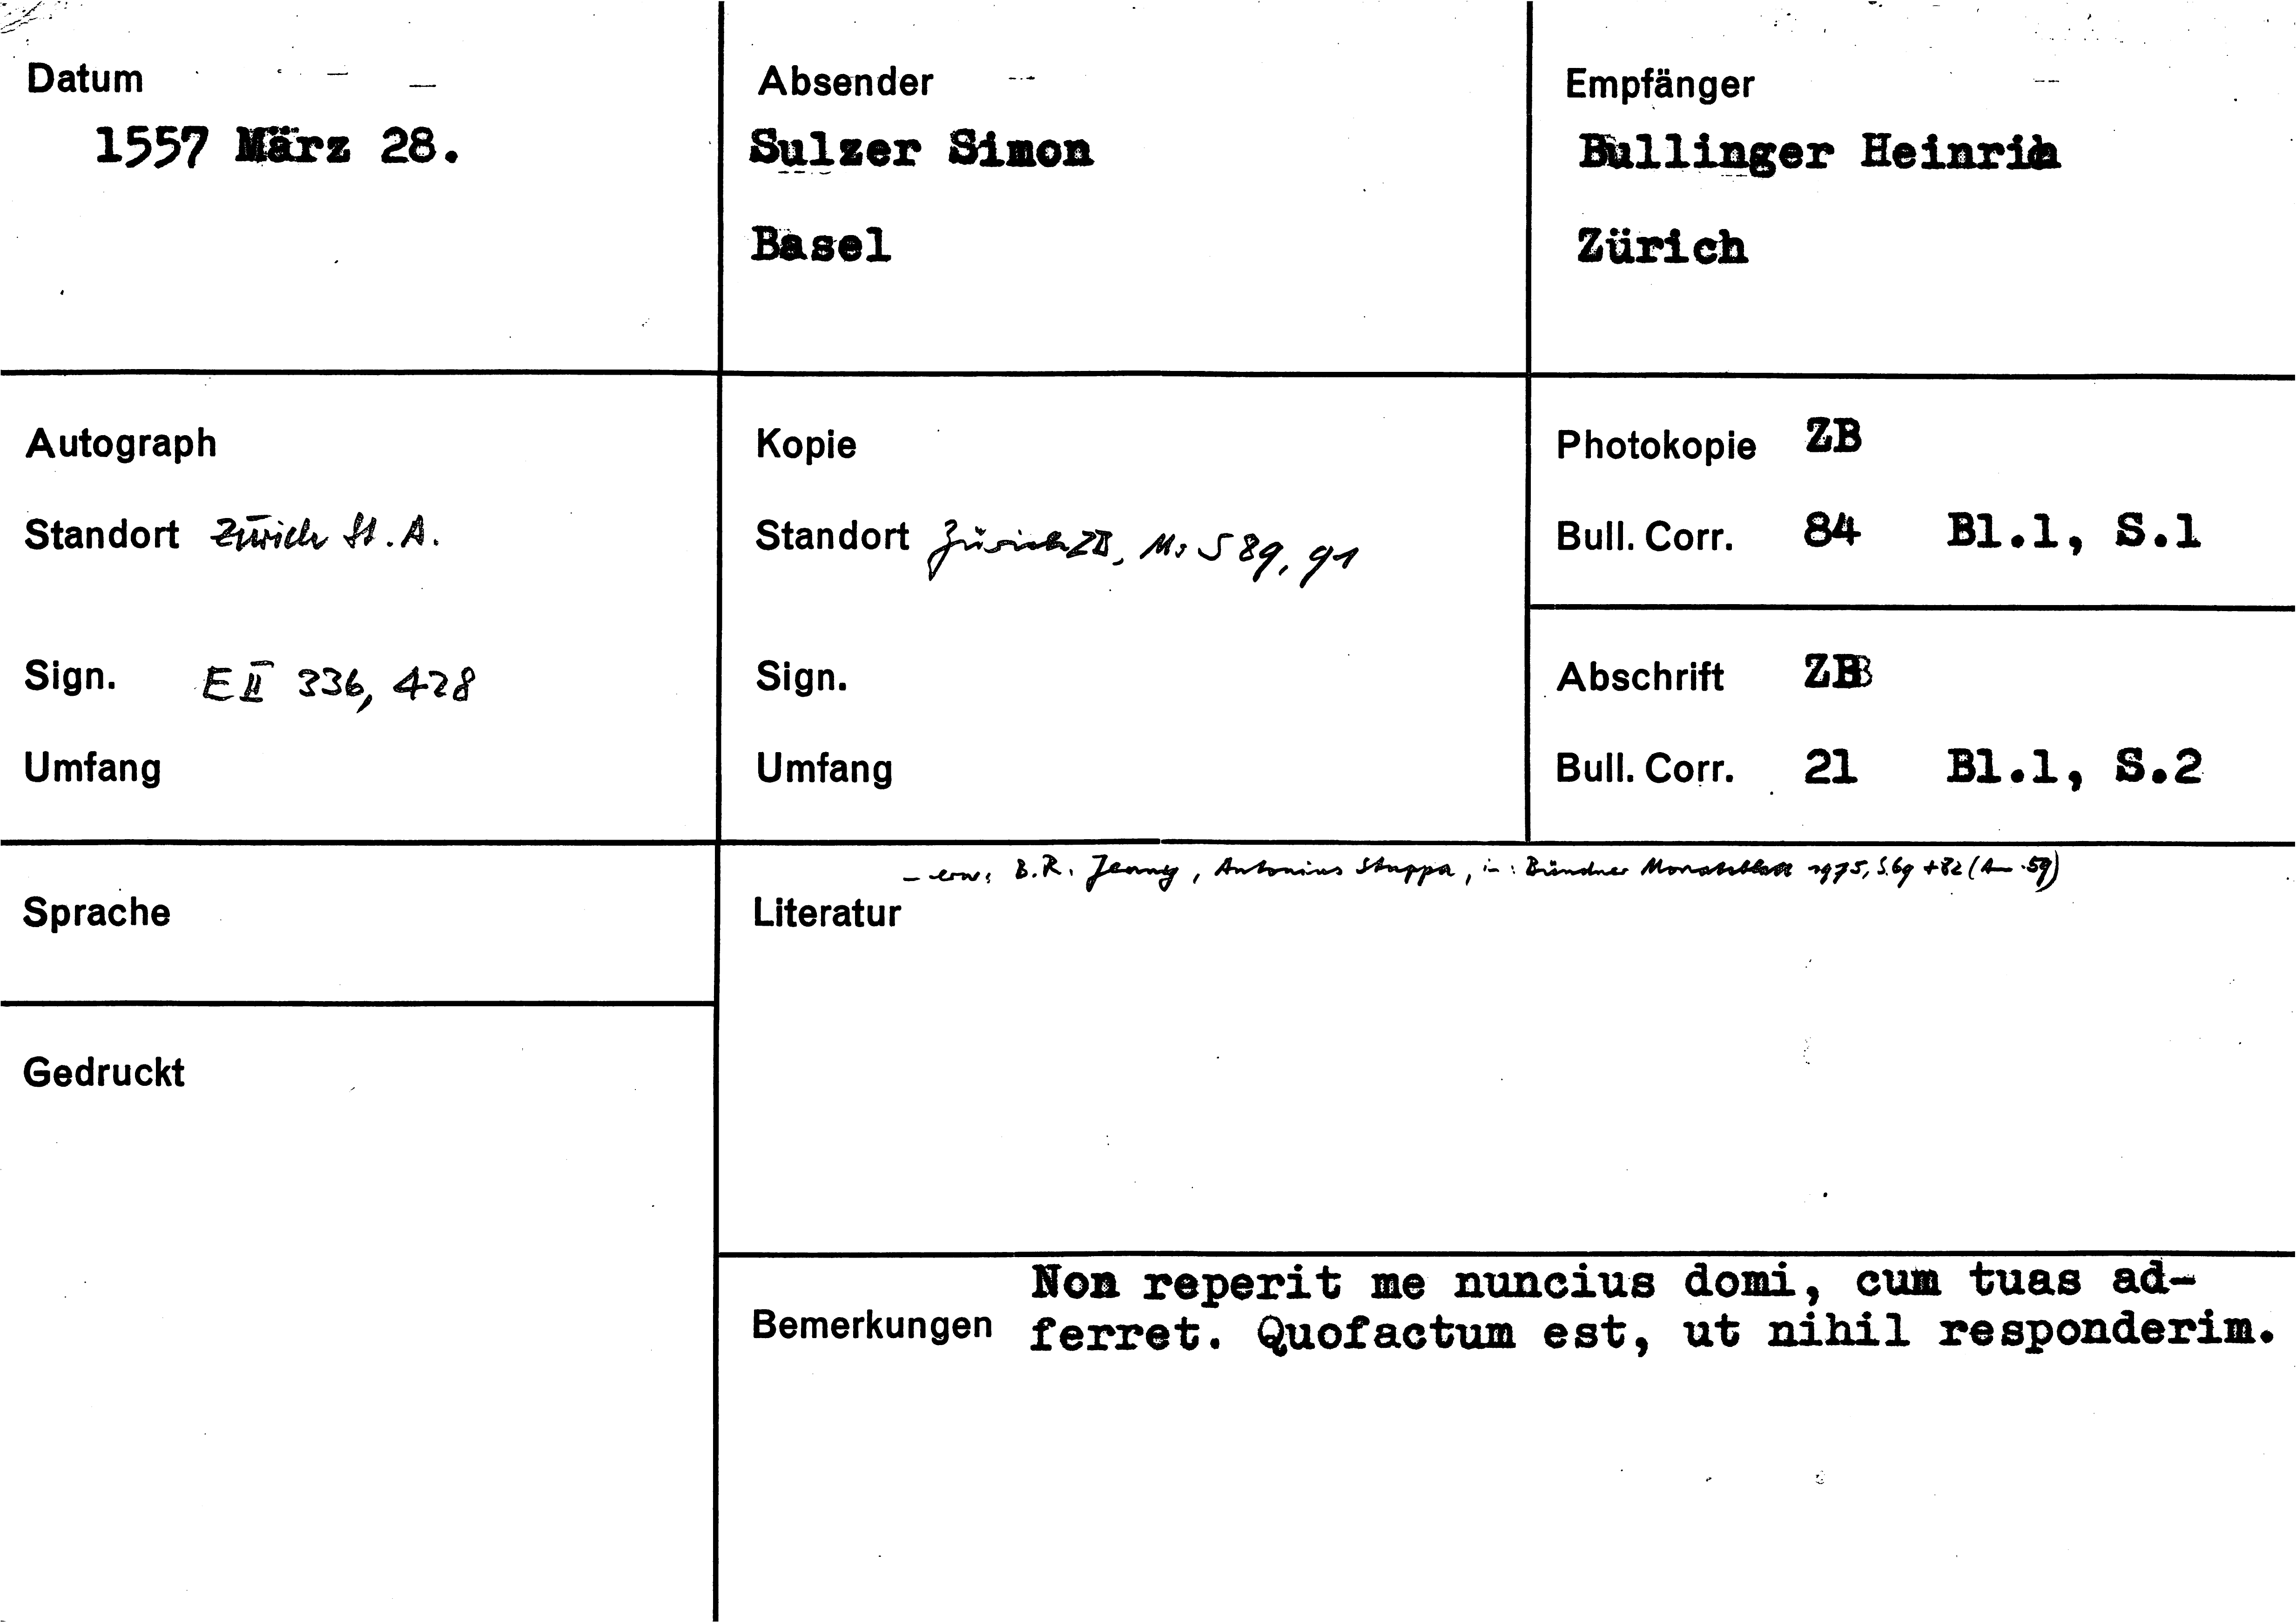 Datum
1557 März 28.
Absender
Sulzer Simon
Basel
Empfänger
Bullinger Heinrich
Zürich
Autograph
Standort Zürich St. A.
Sign. E II 336, 428
Umfang
Kopie
Standort Zürich ZB, Ms S 89, 91
Sign.
Umfang
Photokopie ZB
Bull. Corr. 84 Bl.1, S.1
Abschrift ZB
Bull. Corr. 21 Bl.1, S.2
Sprache
Gedruckt
- erw: B.R. Jenny, Antonius Stuppa, in: Bündner Monatsblatt 1975, S. 69 + 82 (Anm. 59)
Literatur
Bemerkungen
Non reperit me nuncius domi, cum tuas ad-
ferret. Quofactum est, ut nihil responderim.